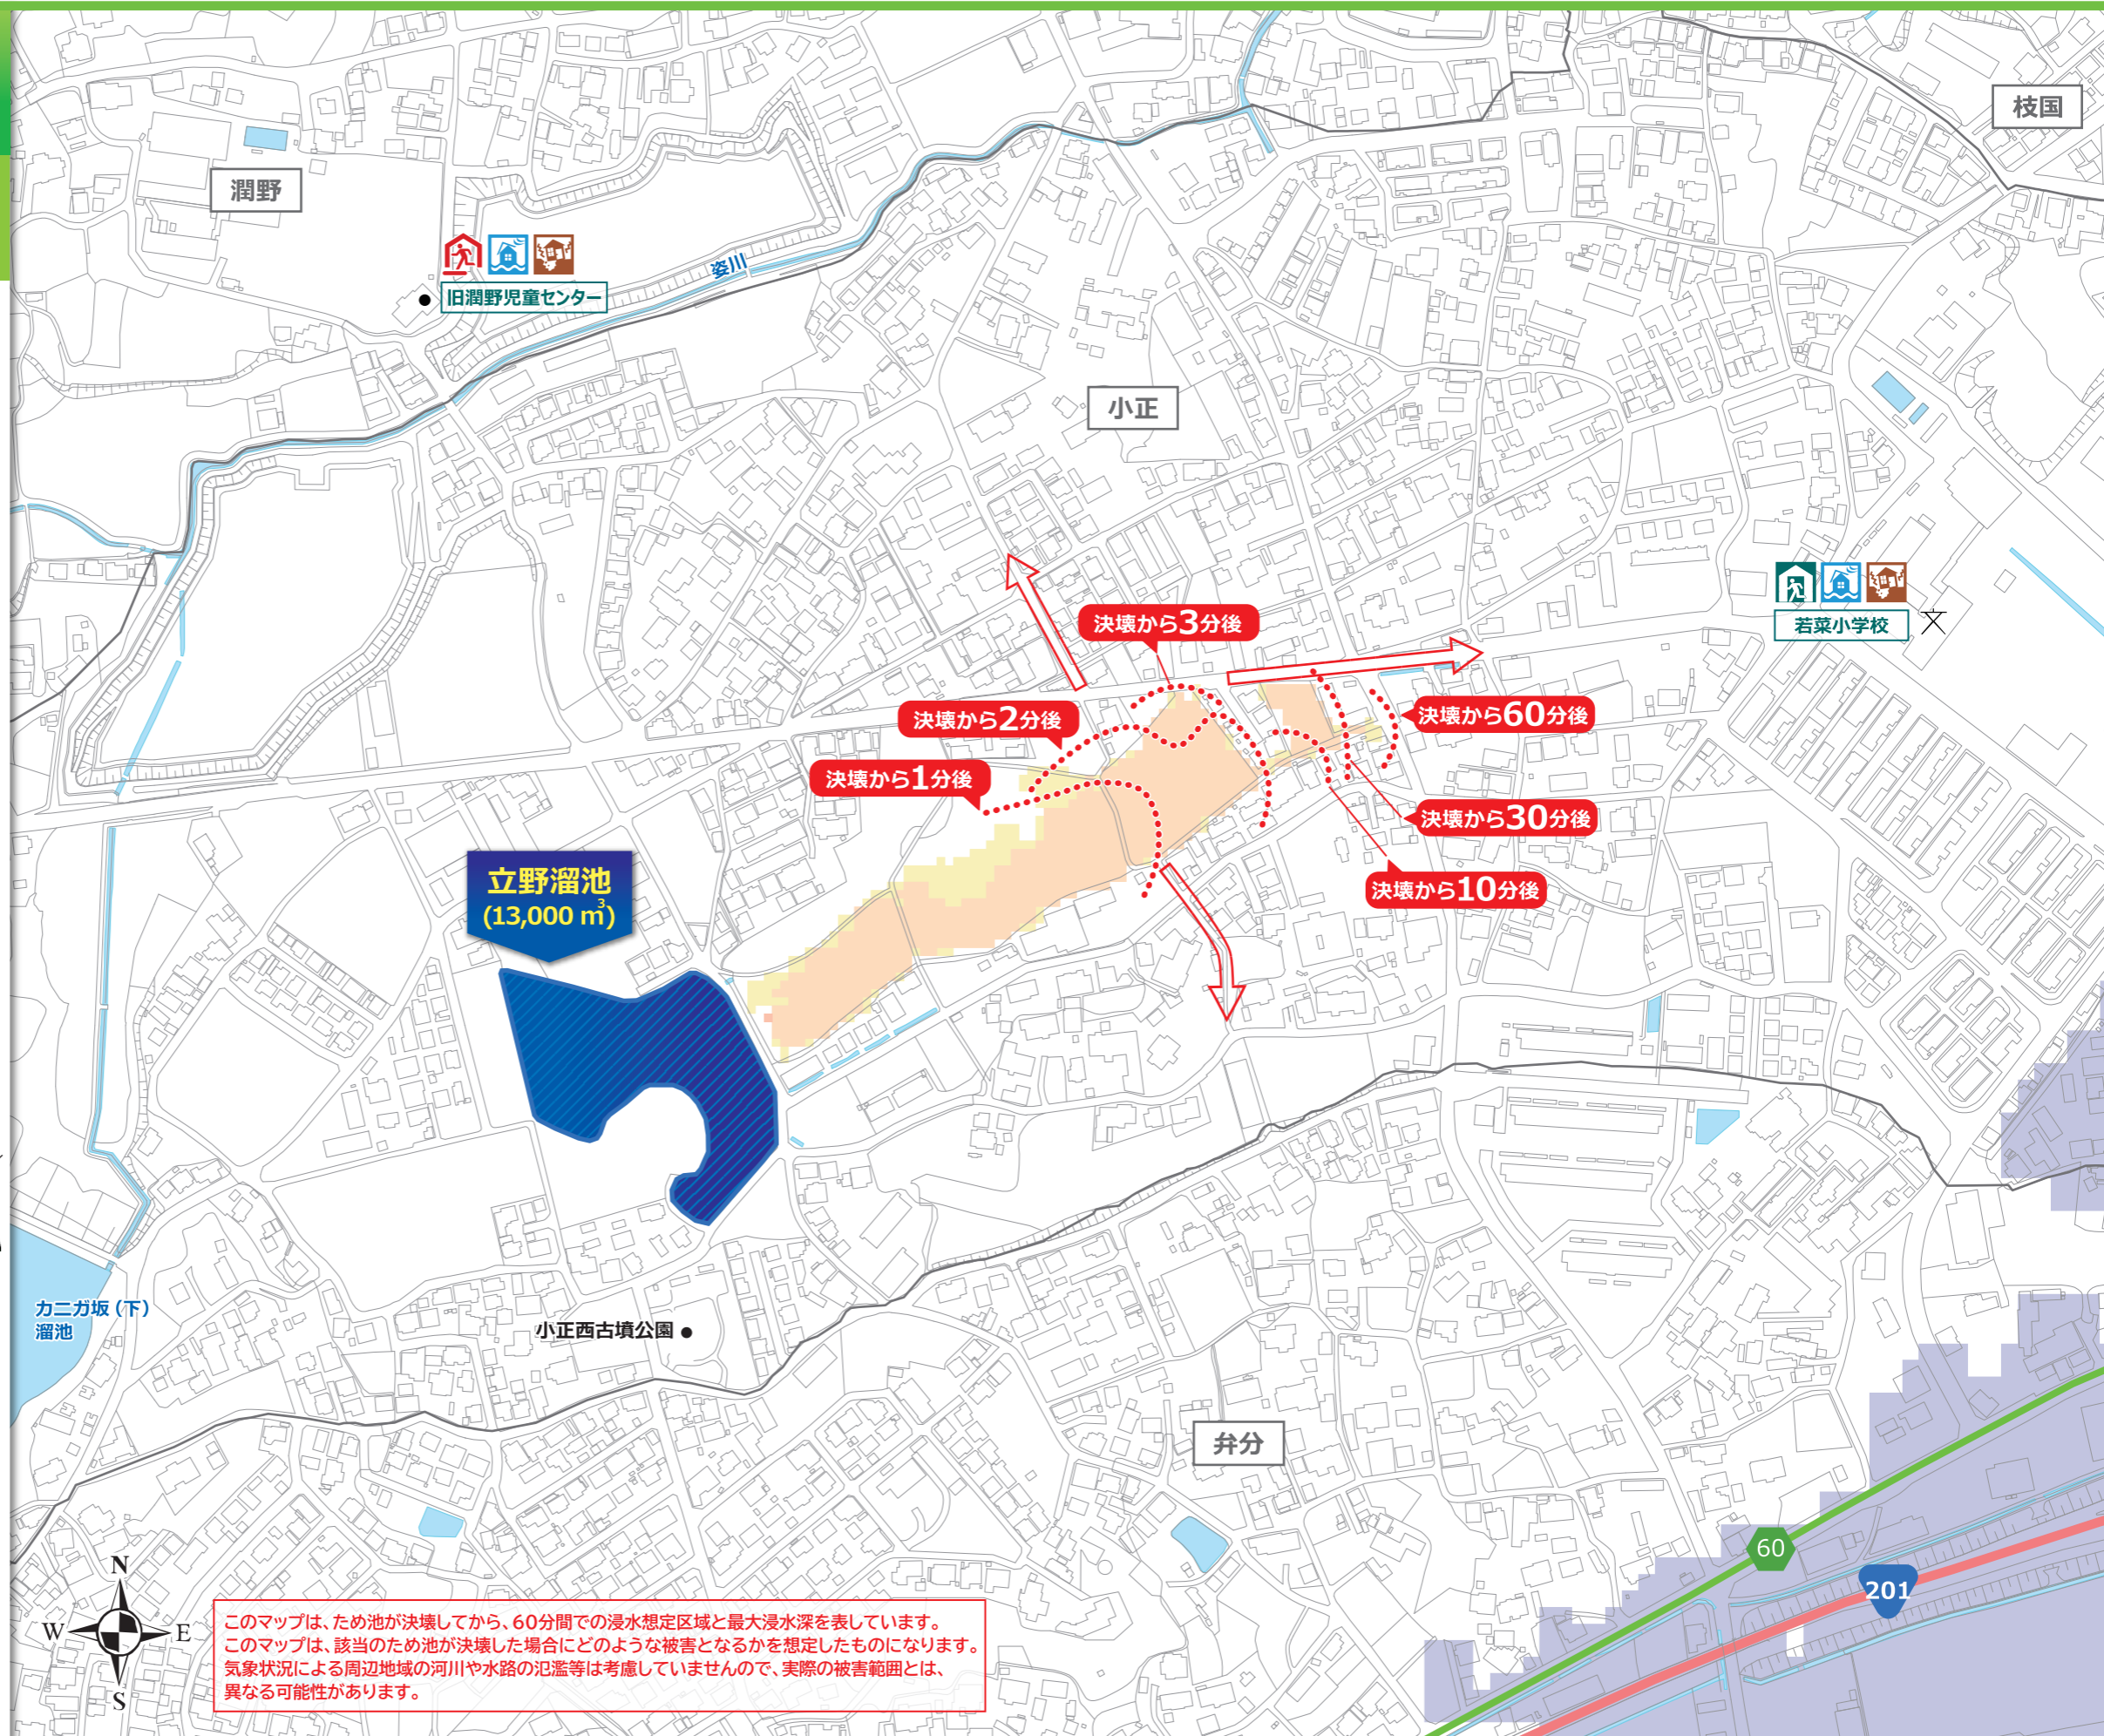 枝国
潤野
姿川
旧潤野児童センター
小正
若菜小学校
決壊から3分後
決壊から2分後
決壊から60分後
決壊から1分後
決壊から30分後
決壊から10分後
立野溜池
(13,000 m³)
カニガ坂(下)
溜池
小正西古墳公園
弁分
60
201
N
W
E
S
このマップは、ため池が決壊してから、60分間での浸水想定区域と最大浸水深を表しています。
このマップは、該当のため池が決壊した場合にどのような被害となるかを想定したものになります。
気象状況による周辺地域の河川や水路の氾濫等は考慮していませんので、実際の被害範囲とは、
異なる可能性があります。